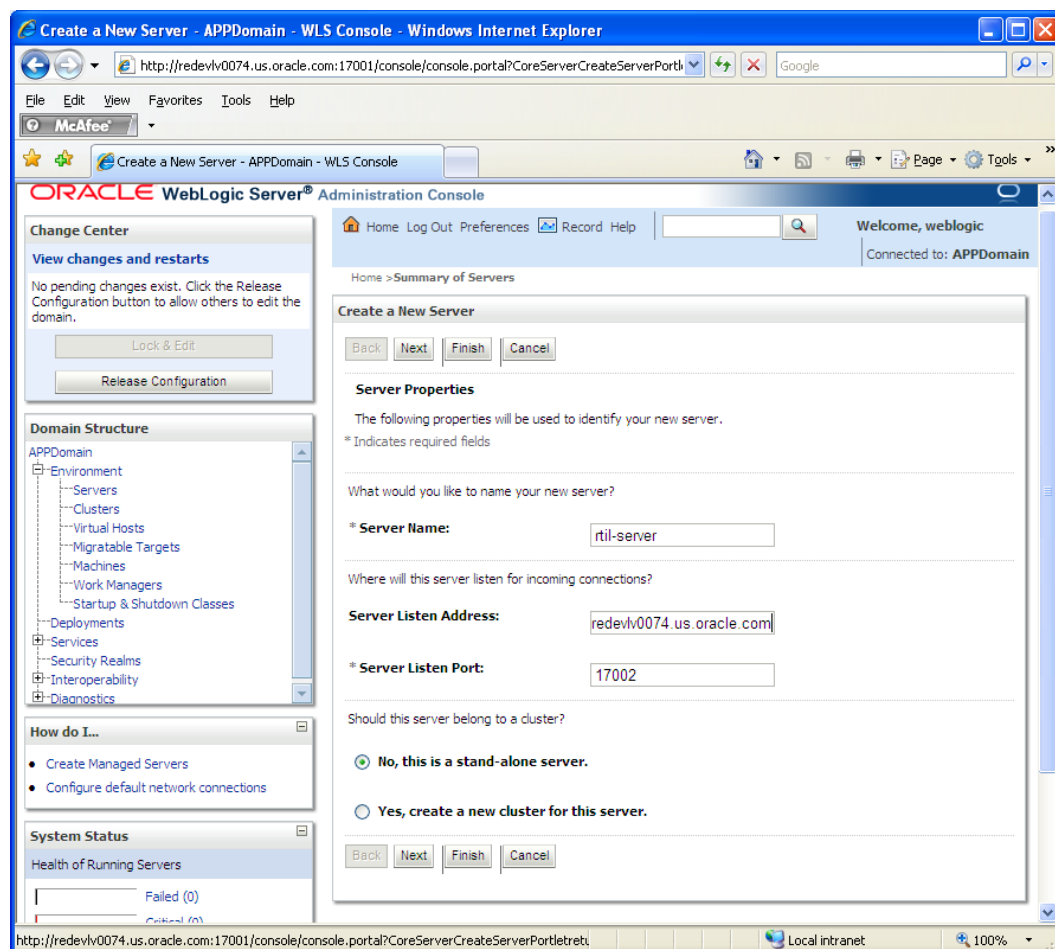 Create a New Server - APPDomain - WLS Console - Windows Internet Explorer
http://redevlv0074.us.oracle.com:17001/console/console.portal?CoreServerCreateServerPortl
Google
File Edit View Favorites Tools Help
McAfee
Create a New Server - APPDomain - WLS Console
Page Tools
ORACLE WebLogic Server® Administration Console
Change Center
View changes and restarts
No pending changes exist. Click the Release
Configuration button to allow others to edit the
domain.
Lock & Edit
Release Configuration
Domain Structure
APPDomain
Environment
Servers
Clusters
Virtual Hosts
Migratable Targets
Machines
Work Managers
Startup & Shutdown Classes
Deployments
Services
Security Realms
Interoperability
Diagnostics
How do I...
Create Managed Servers
Configure default network connections
System Status
Health of Running Servers
Failed (0)
Critical (0)
Home Log Out Preferences Record Help
Welcome, weblogic
Connected to: APPDomain
Home >Summary of Servers
Create a New Server
Back Next Finish Cancel
Server Properties
The following properties will be used to identify your new server.
* Indicates required fields
What would you like to name your new server?
* Server Name: rtil-server
Where will this server listen for incoming connections?
Server Listen Address: redevlv0074.us.oracle.com
* Server Listen Port: 17002
Should this server belong to a cluster?
No, this is a stand-alone server.
Yes, create a new cluster for this server.
Back Next Finish Cancel
http://redevlv0074.us.oracle.com:17001/console/console.portal?CoreServerCreateServerPortletretu
Local intranet
100%